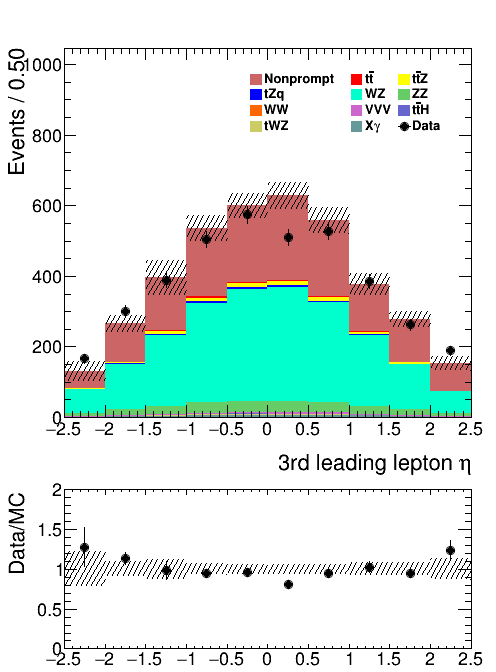 Events / 0.50
1000
800
600
400
200
0
Nonprompt tt̄ tt̄Z
tZq WZ ZZ
WW VVV tt̄H
tWZ Xγ Data
−2.5 −2 −1.5 −1 −0.5 0 0.5 1 1.5 2 2.5
3rd leading lepton η
Data/MC
2
1.5
1
0.5
0
−2.5 −2 −1.5 −1 −0.5 0 0.5 1 1.5 2 2.5